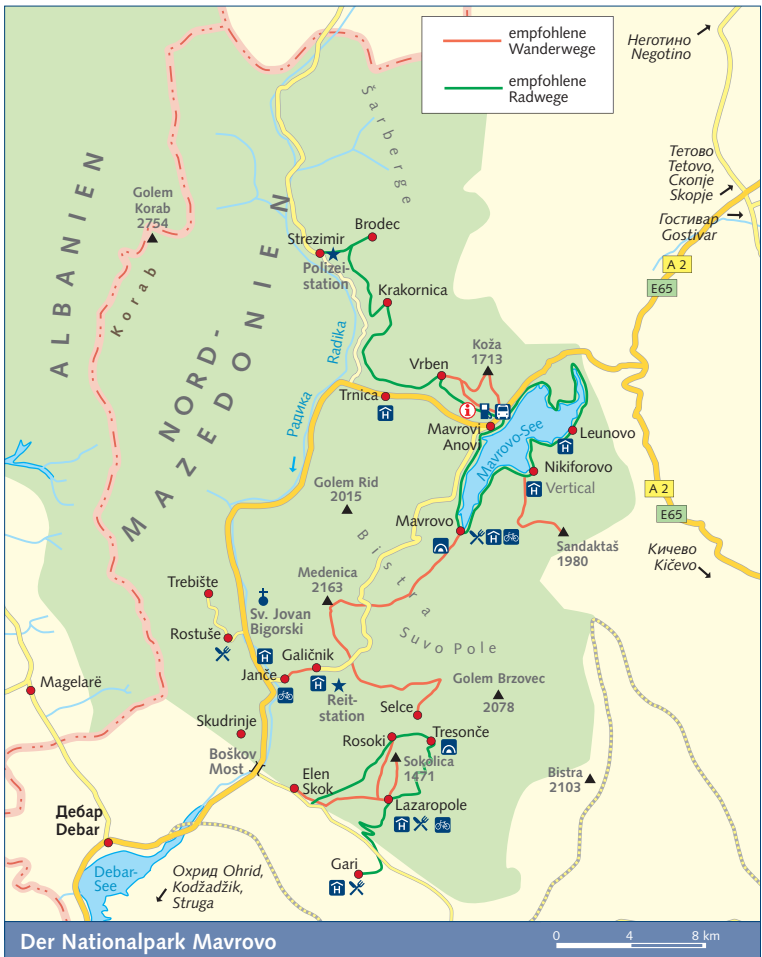 empfohlene
Wanderwege
empfohlene
Radwege
Неготино
Negotino
Тетово
Tetovo,
Скопје
Skopje
Гостивар
Gostivar
A 2
E65
Šarberge
ALBANIEN
Golem
Korab
2754
Korab
NORD-
MAZEDONIEN
Brodec
Strezimir
Polizei-
station
Krakornica
Radika
Радика
Koža
1713
Vrben
Trnica
Mavrovi
Anovi
Mavrovo-See
Leunovo
Nikiforovo
Vertical
A 2
E65
Golem Rid
2015
Mavrovo
Sandaktaš
1980
Кичево
Kičevo
Bistra
Medenica
2163
Trebište
Sv. Jovan
Bigorski
Rostuše
Suvo Pole
Galičnik
Janče
Reit-
station
Golem Brzovec
2078
Magelarë
Selce
Skudrinje
Rosoki
Tresonče
Boškov
Most
Sokolica
1471
Elen
Skok
Bistra
2103
Lazaropole
Дебар
Debar
Gari
Debar-
See
Охрид Ohrid,
Kodžadžik,
Struga
Der Nationalpark Mavrovo
0 4 8 km